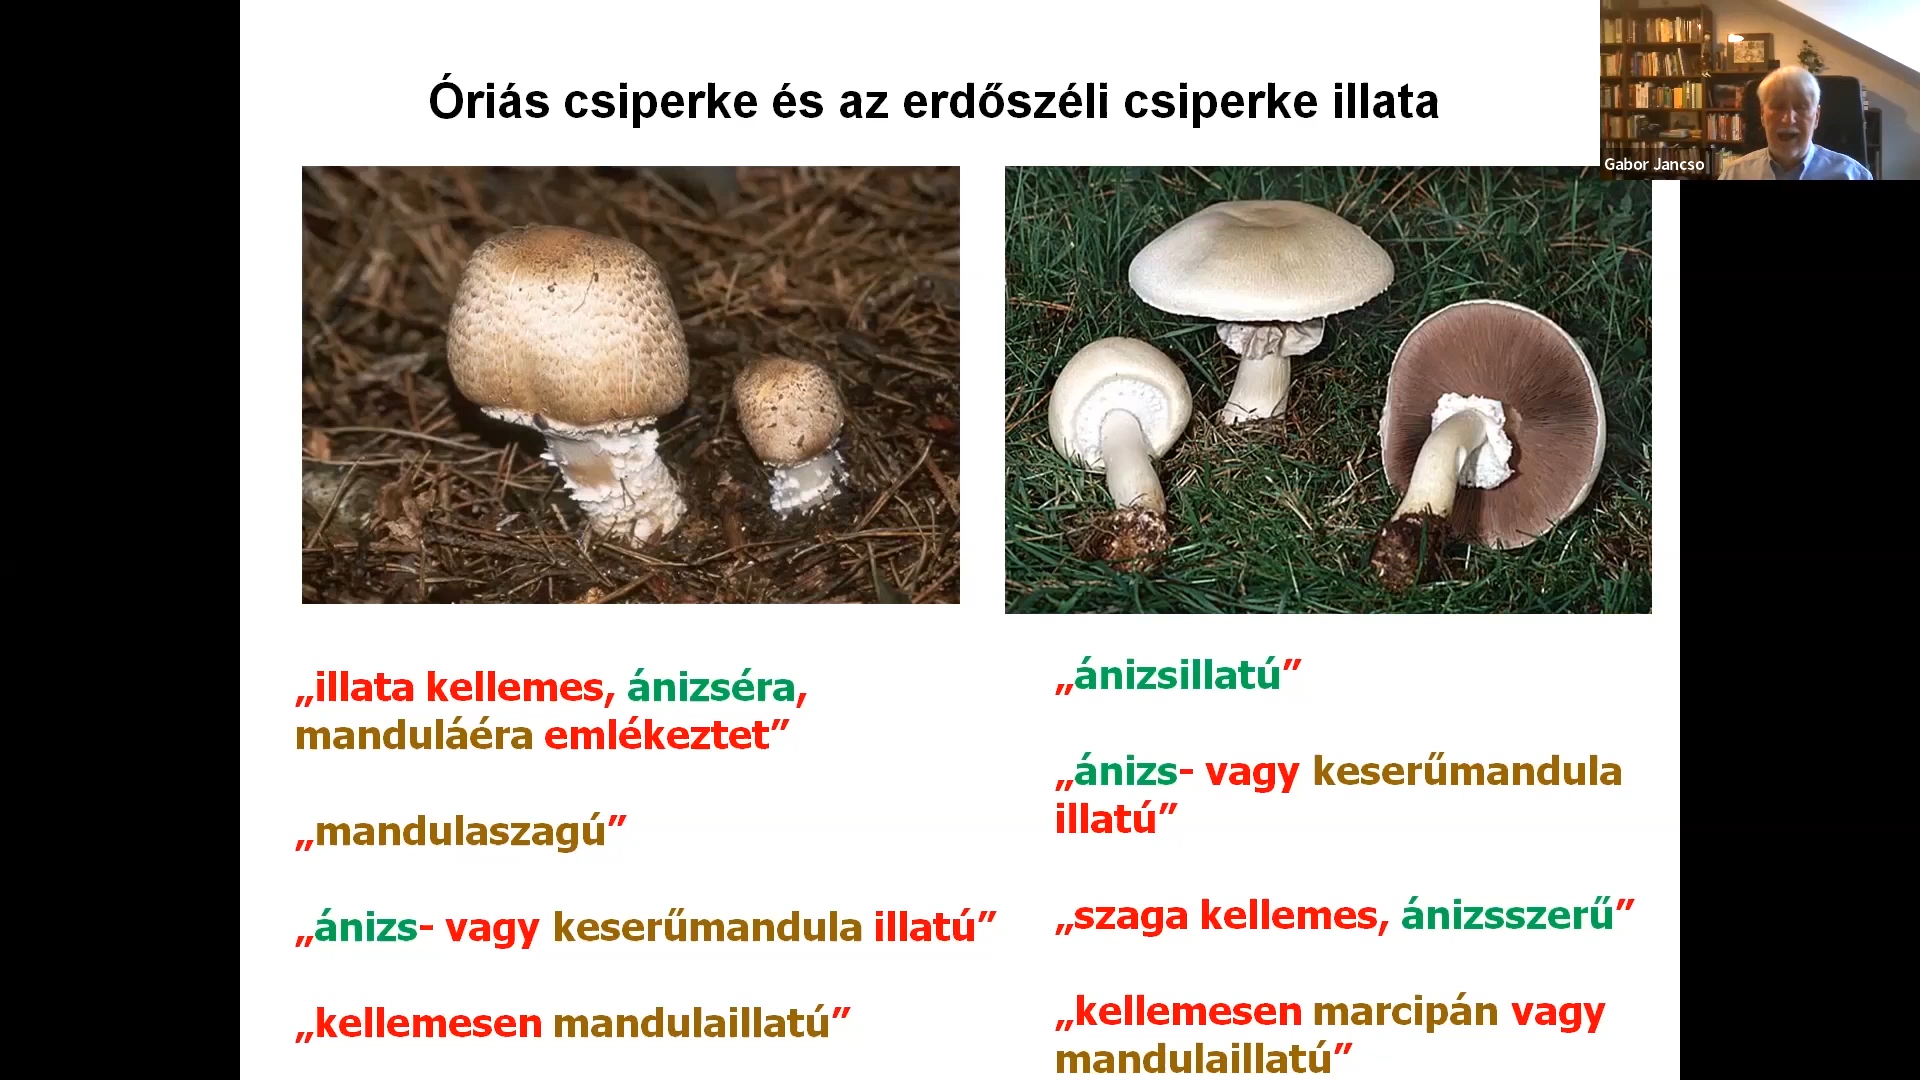 Óriás csiperke és az erdőszéli csiperke illata
Gabor Jancso
„illata kellemes, ánizséra,
manduláéra emlékeztet”
„mandulaszagú”
„ánizs- vagy keserűmandula illatú”
„kellemesen mandulaillatú”
„ánizsillatú”
„ánizs- vagy keserűmandula
illatú”
„szaga kellemes, ánizsszerű”
„kellemesen marcipán vagy
mandulaillatú”